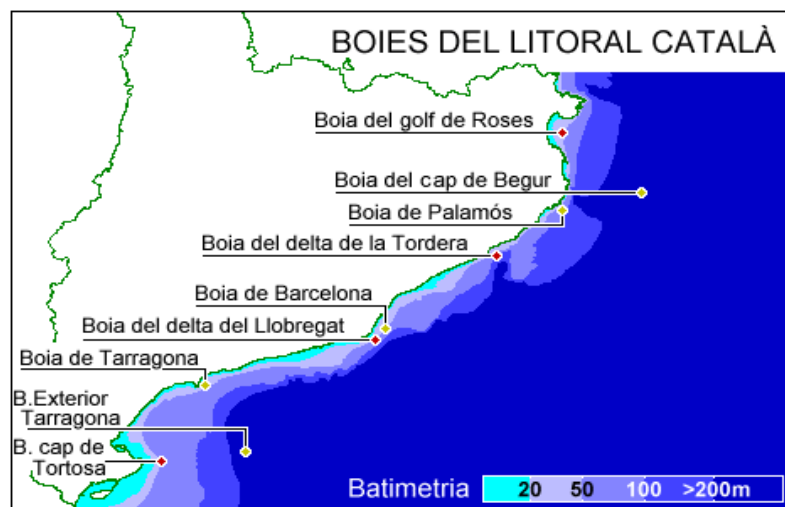 BOIES DEL LITORAL CATALÀ
Boia del golf de Roses
Boia del cap de Begur
Boia de Palamós
Boia del delta de la Tordera
Boia de Barcelona
Boia del delta del Llobregat
Boia de Tarragona
B.Exterior
Tarragona
B. cap de
Tortosa
Batimetria 20 50 100 >200m